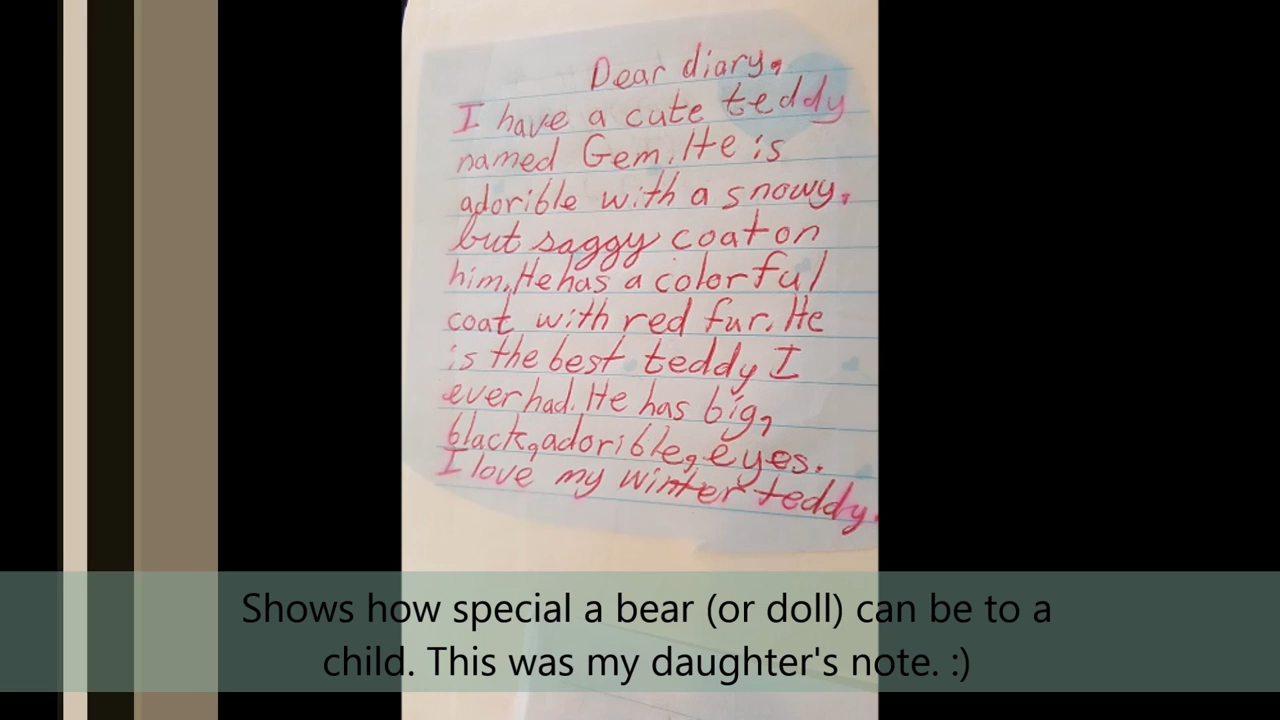 Dear diary,
I have a cute teddy
named Gem. He is
adorible with a snowy,
but saggy coat on
him. He has a colorful
coat with red fur. He
is the best teddy I
ever had. He has big,
black, adorible, eyes.
I love my winter teddy.
Shows how special a bear (or doll) can be to a
child. This was my daughter's note. :)